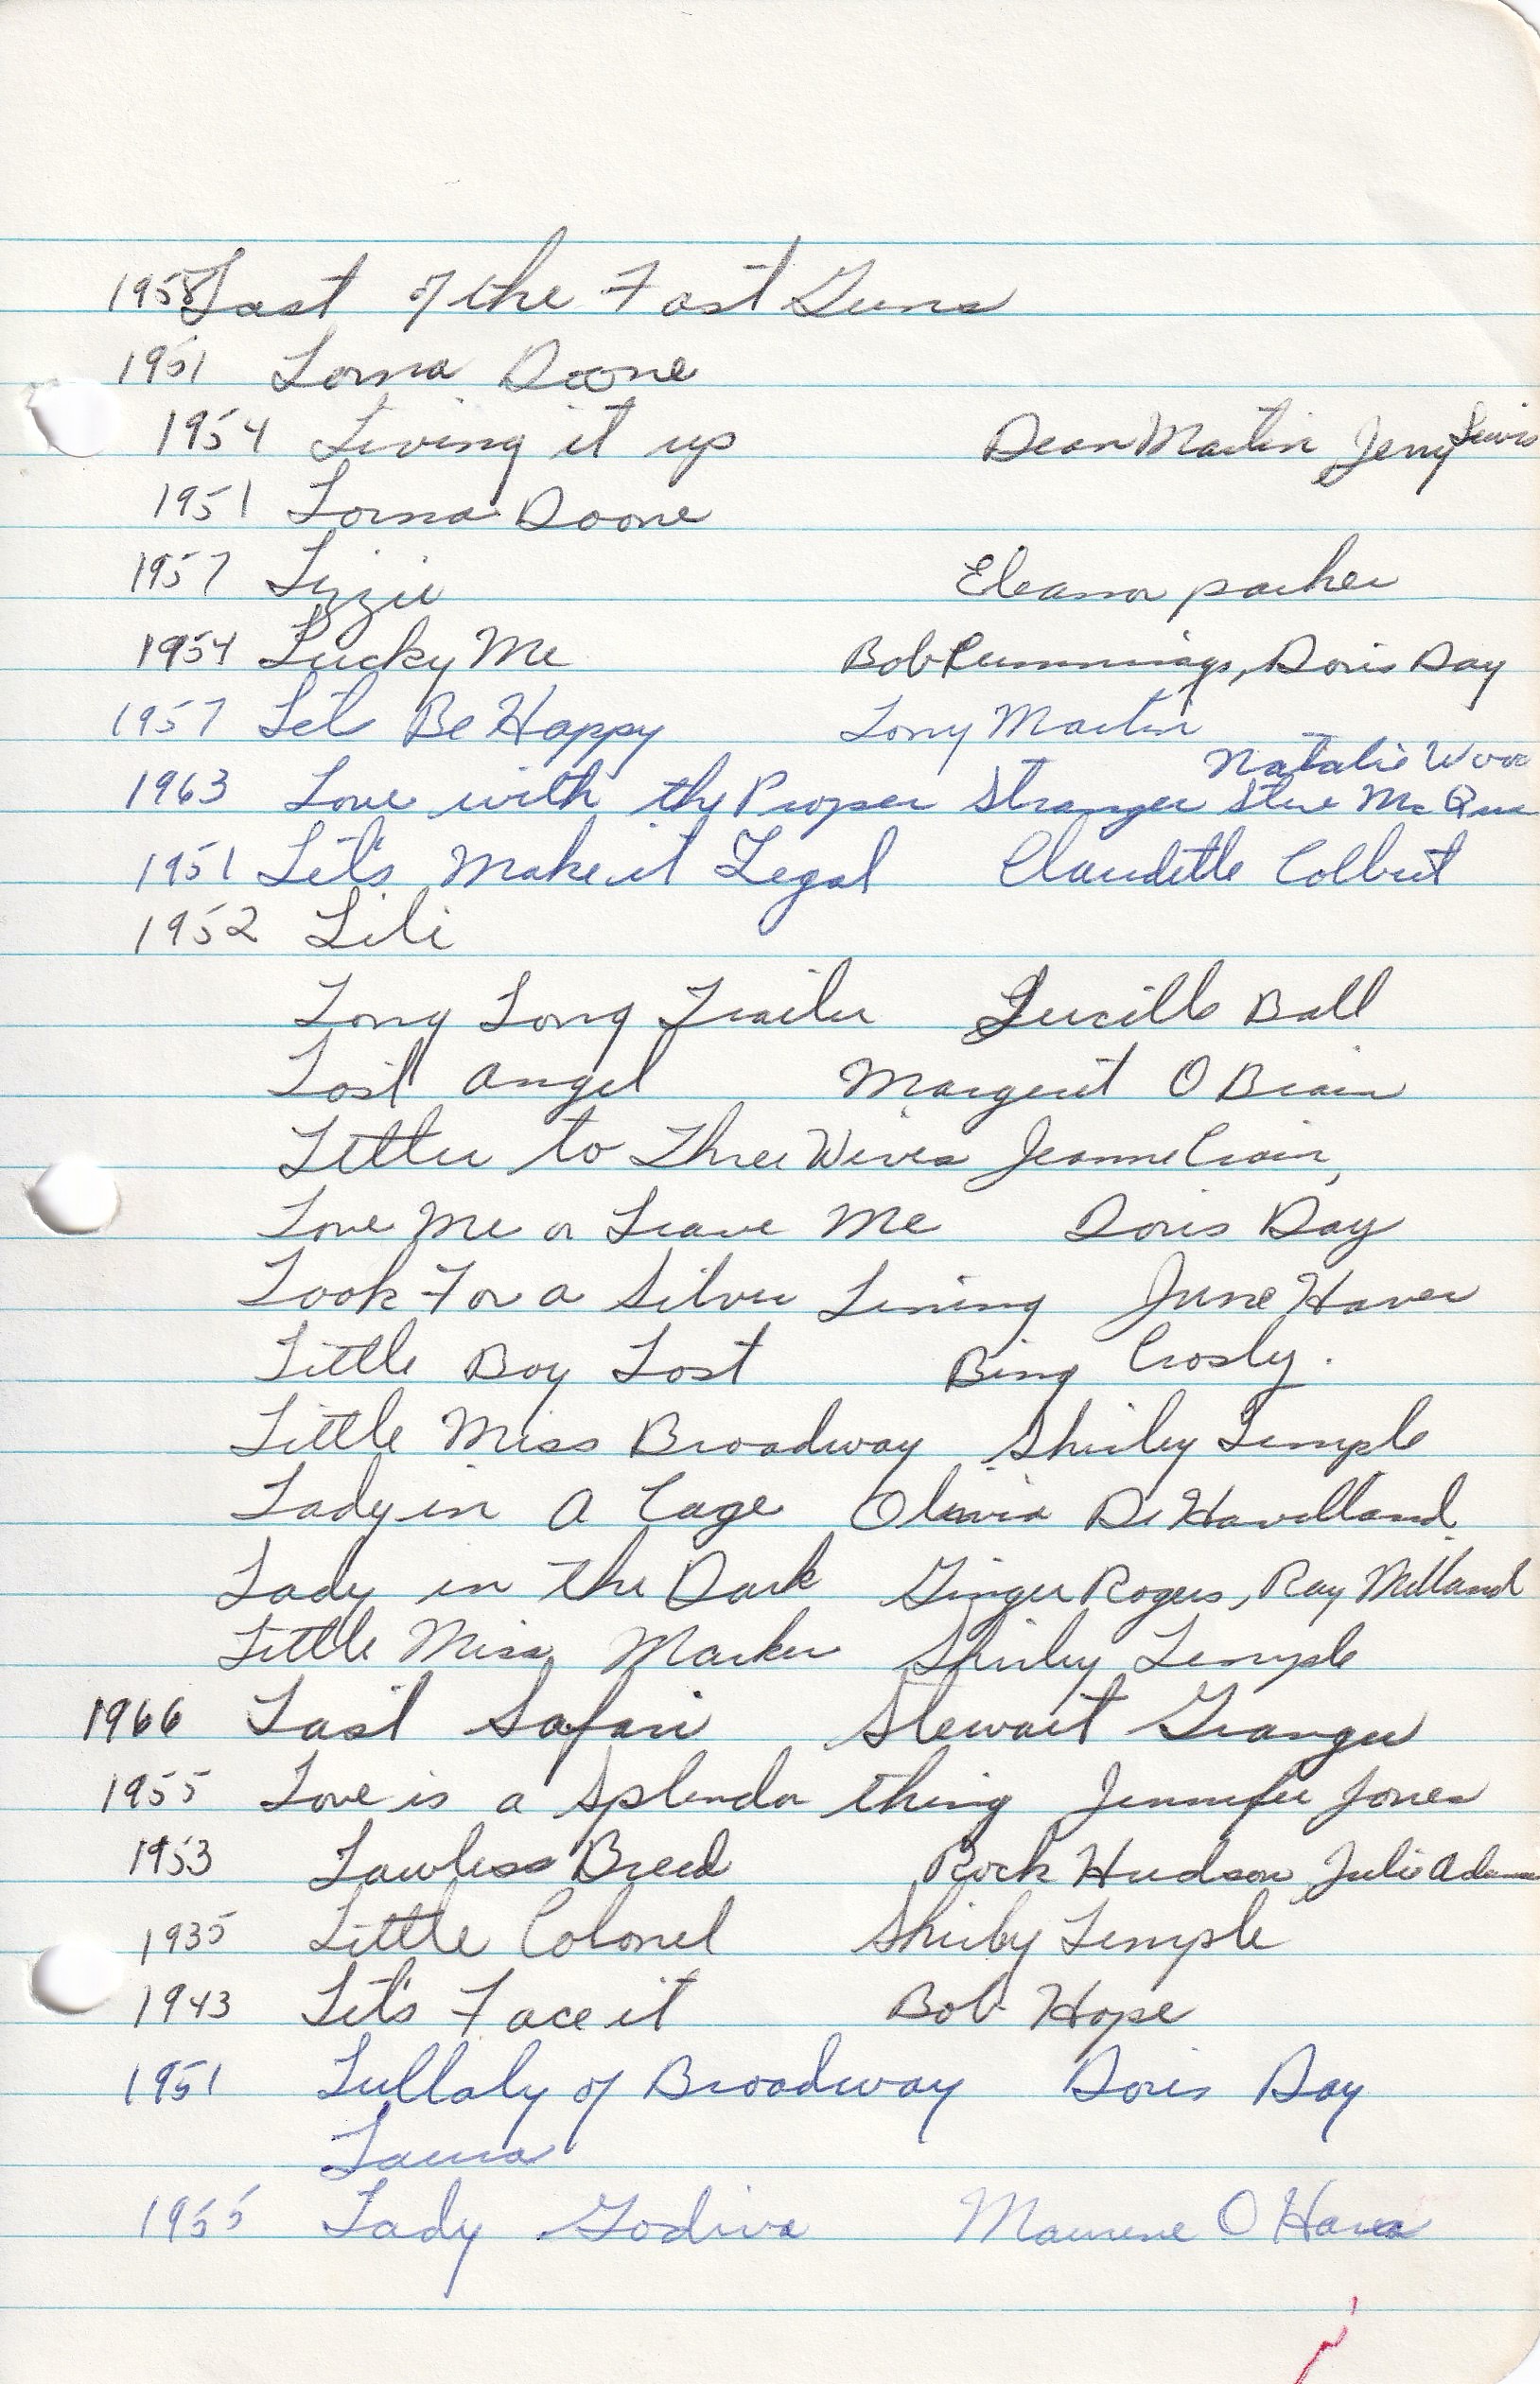 1958 Last of the Fast Guns
1951 Lorna Doone
1954 Living it up Dean Martin Jerry Lewis
1951 Lorna Doone
1957 Lizzie Eleanor parker
1954 Lucky Me Bob Cummings, Doris Day
1957 Let's Be Happy Tony Martin
Natalie Wood
1963 Love with the Proper Stranger Steve McQueen
1951 Let's Make it Legal Claudette Colbert
1952 Lili
Long Long Trailer Lucille Ball
Lost Angel Margeret O Brain
Letter to Three Wives Jeanne Crain,
Love Me or Leave Me Doris Day
Look For a Silver Lining June Haver
Little Boy Lost Bing Crosby.
Little Miss Broadway Shirley Temple
Lady in A Cage Olivia De Havilland
Lady in the Dark Ginger Rogers, Ray Milland
Little Miss Marker Shirley Temple
1966 Last Safari Stewart Granger
1955 Love is a Splendor thing Jennifer Jones
1953 Lawless Breed Rock Hudson Julie Adams
1935 Little Colonel Shirley Temple
1943 Let's Face it Bob Hope
1951 Lullaby of Broadway Doris Day
Laura
1955 Lady Godiva Maureen O Hara